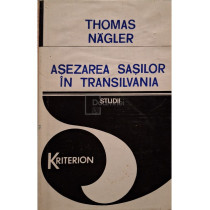 THOMAS
NÄGLER
AȘEZAREA SAȘILOR
ÎN TRANSILVANIA
STUDII
KRITERION